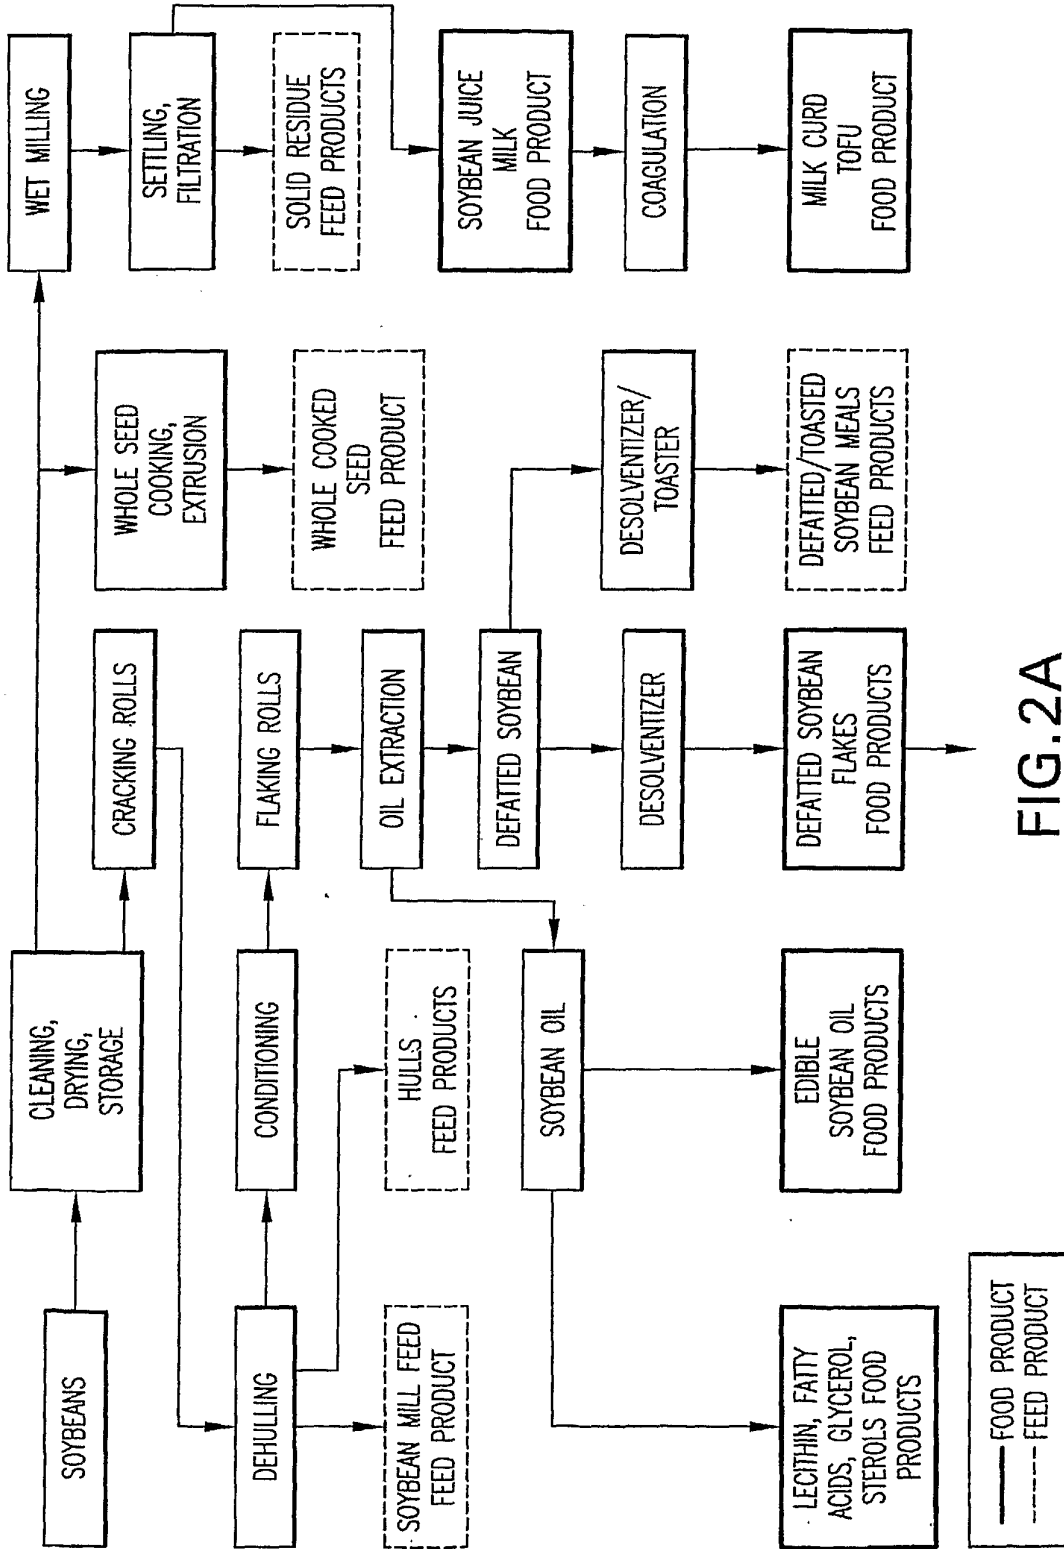 SOYBEANS
CLEANING,
DRYING,
STORAGE
CRACKING ROLLS
WHOLE SEED
COOKING,
EXTRUSION
WET MILLING
SETTLING,
FILTRATION
SOLID RESIDUE
FEED PRODUCTS
WHOLE COOKED
SEED
FEED PRODUCT
DEHULLING
CONDITIONING
FLAKING ROLLS
SOYBEAN MILL FEED
FEED PRODUCT
HULLS
FEED PRODUCTS
OIL EXTRACTION
SOYBEAN JUICE
MILK
FOOD PRODUCT
SOYBEAN OIL
DEFATTED SOYBEAN
DESOLVENTIZER
DESOLVENTIZER/
TOASTER
COAGULATION
LECITHIN, FATTY
ACIDS, GLYCEROL,
STEROLS FOOD
PRODUCTS
EDIBLE
SOYBEAN OIL
FOOD PRODUCTS
DEFATTED SOYBEAN
FLAKES
FOOD PRODUCTS
DEFATTED/TOASTED
SOYBEAN MEALS
FEED PRODUCTS
MILK CURD
TOFU
FOOD PRODUCT
FOOD PRODUCT
FEED PRODUCT
FIG.2A